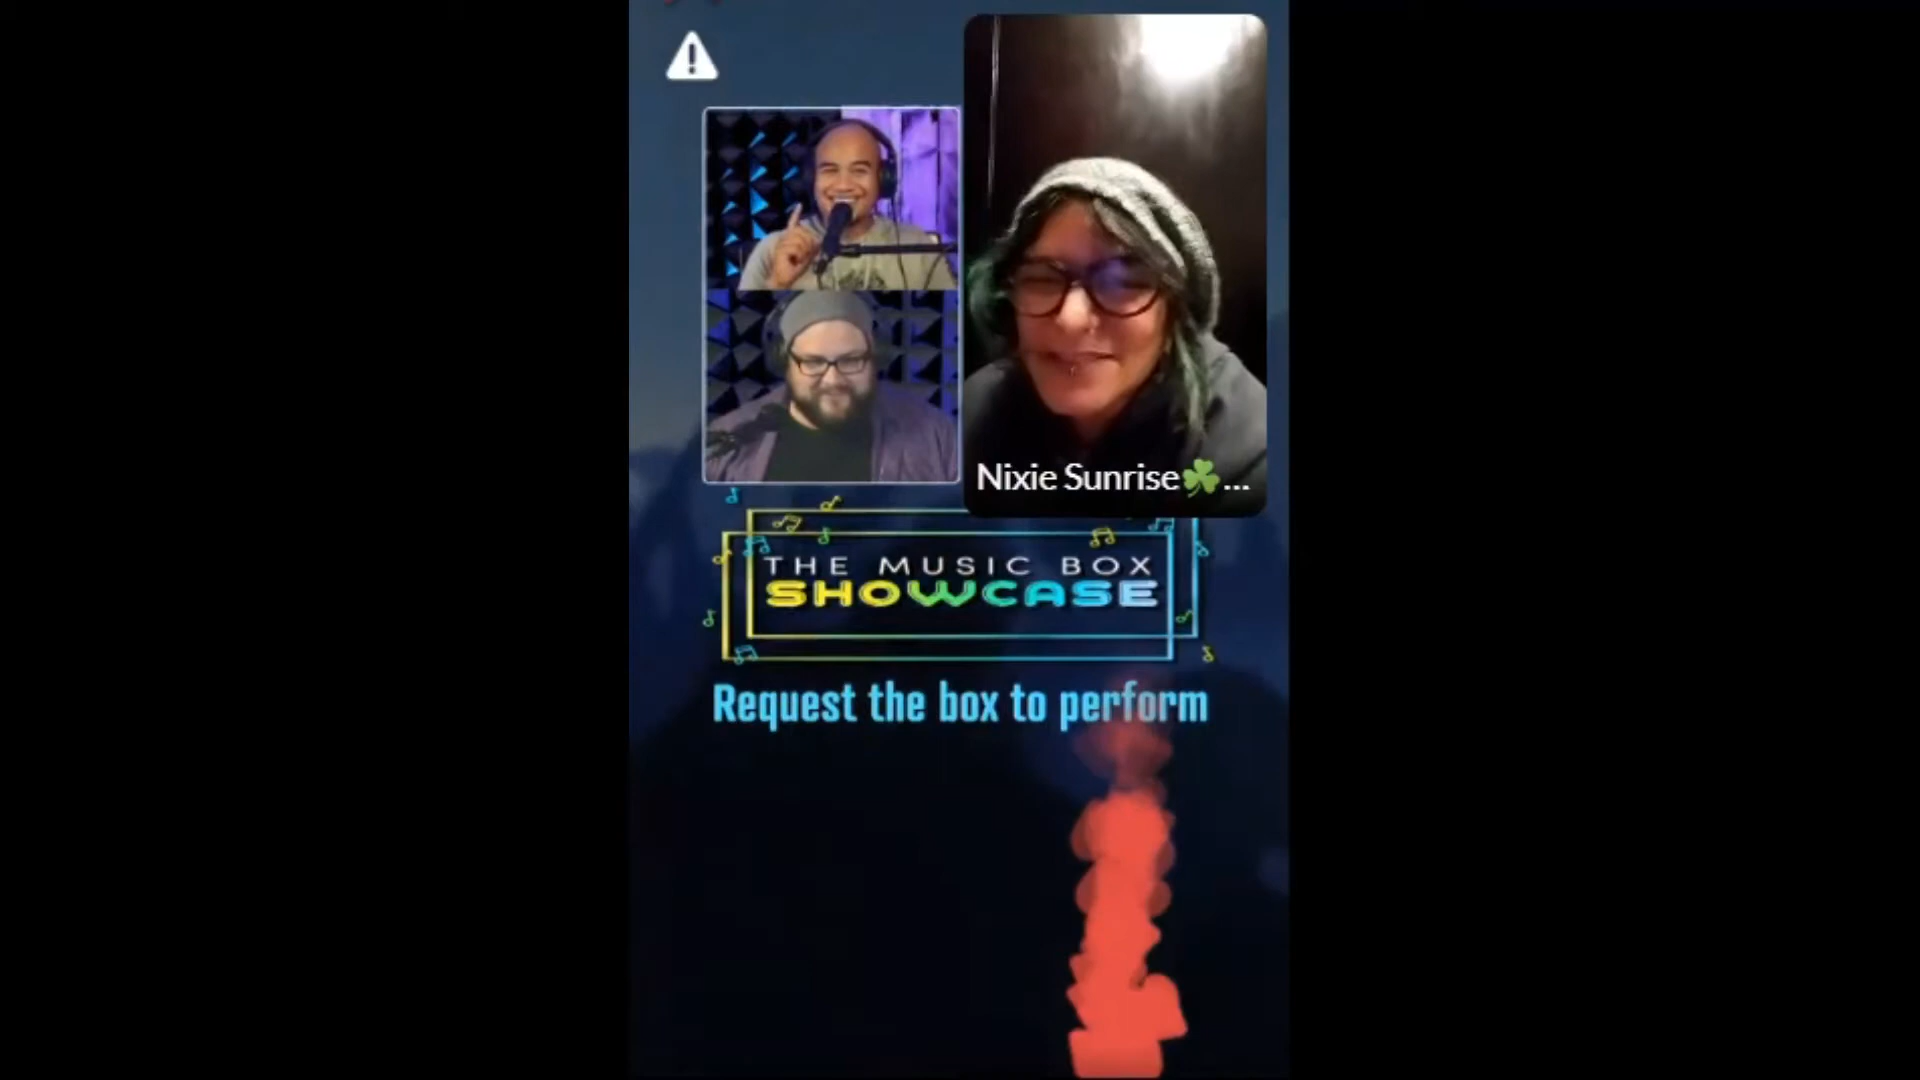 Nixie Sunrise☘️...
THE MUSIC BOX
SHOWCASE
Request the box to perform